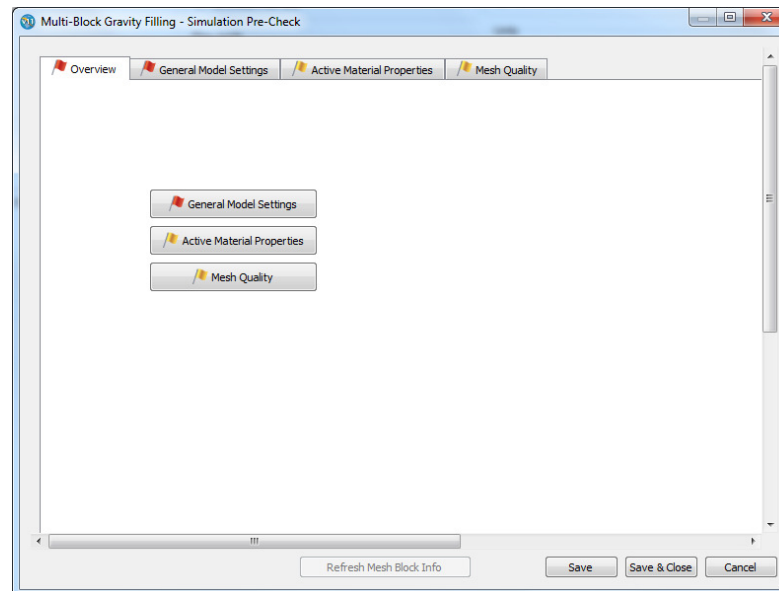 Multi-Block Gravity Filling - Simulation Pre-Check
Overview General Model Settings Active Material Properties Mesh Quality
General Model Settings
Active Material Properties
Mesh Quality
Refresh Mesh Block Info Save Save & Close Cancel